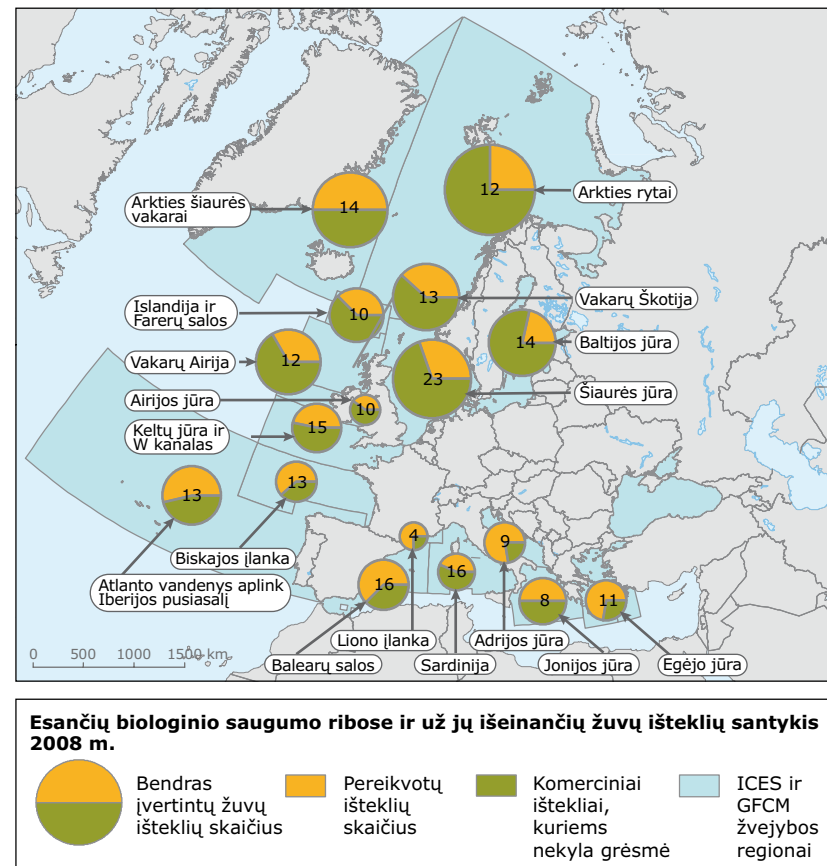 14
12
Arkties šiaurės
vakarai
Arkties rytai
Islandija ir
Farerų salos
10
13
Vakarų Škotija
Vakarų Airija
12
14
Baltijos jūra
Airijos jūra
10
23
Šiaurės jūra
Keltų jūra ir
W kanalas
15
13
13
Biskajos įlanka
Atlanto vandenys aplink
Iberijos pusiasalį
4
9
16
16
8
11
Liono įlanka
Adrijos jūra
Egėjo jūra
Balearų salos
Sardinija
Jonijos jūra
0 500 1000 1500 km
Esančių biologinio saugumo ribose ir už jų išeinančių žuvų išteklių santykis
2008 m.
Bendras
įvertintų žuvų
išteklių skaičius
Pereikvotų
išteklių
skaičius
Komerciniai
ištekliai,
kuriems
nekyla grėsmė
ICES ir
GFCM
žvejybos
regionai